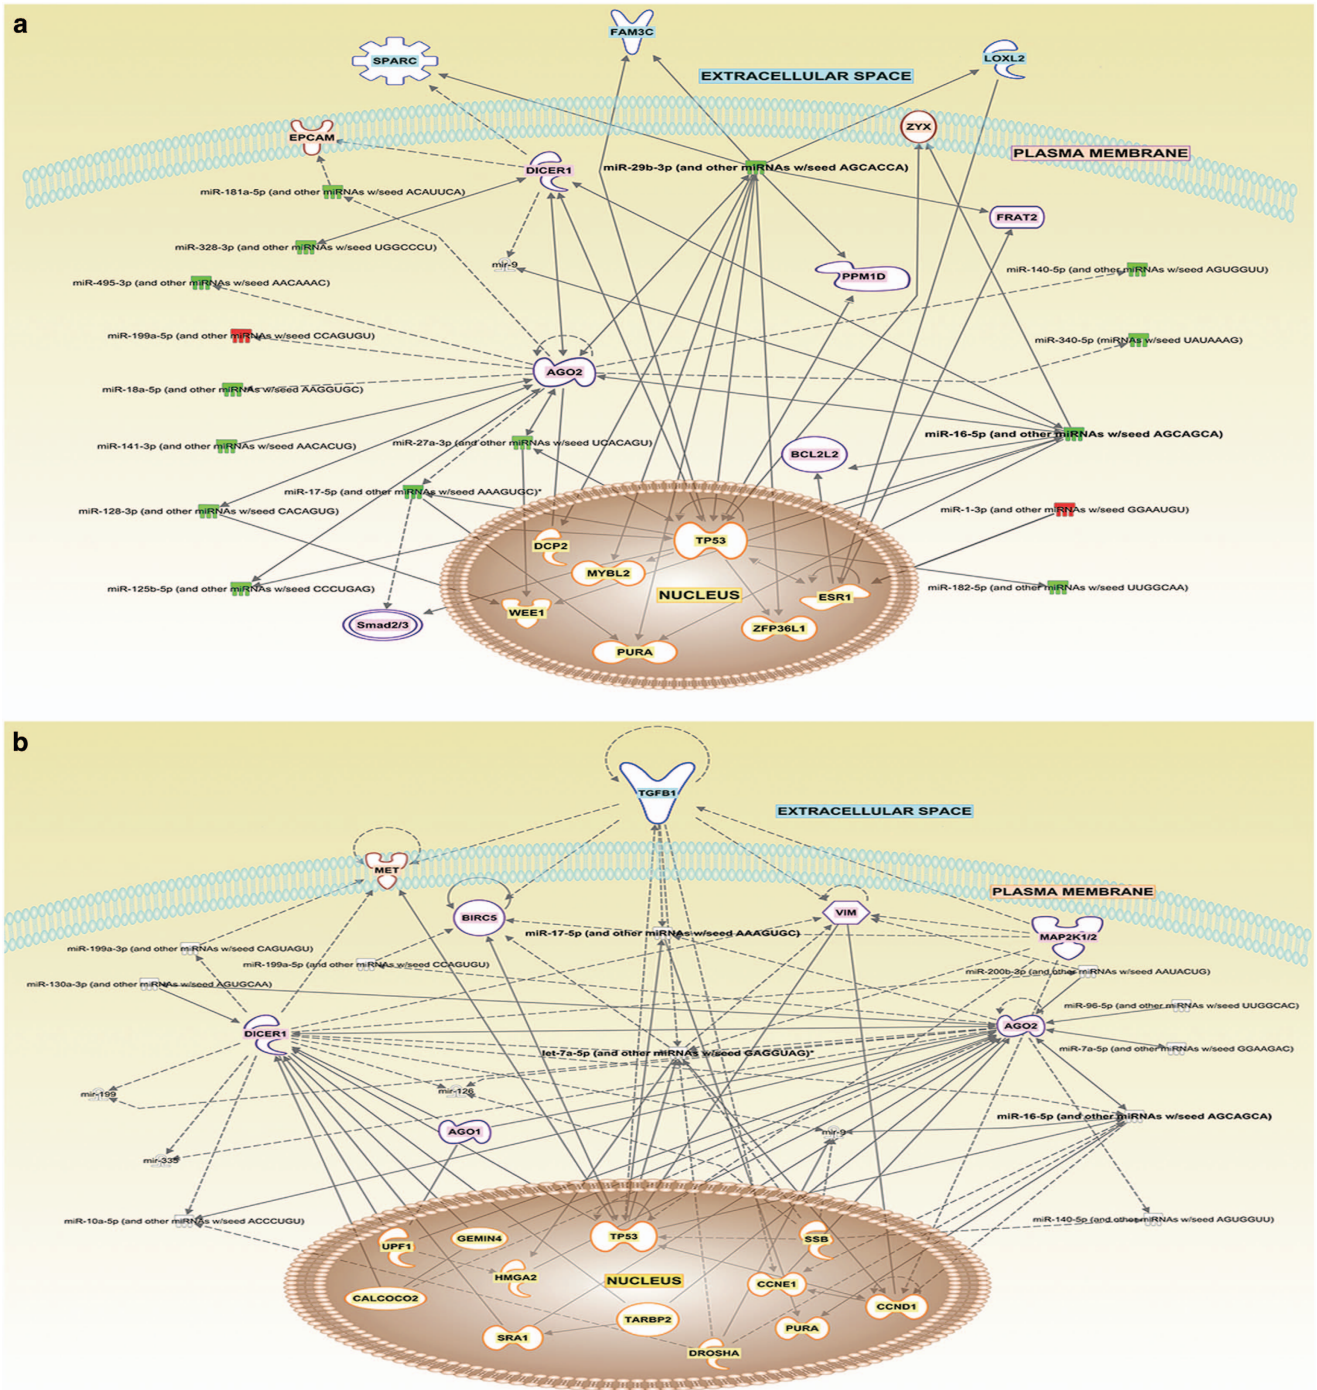 a
FAM3C
SPARC
LOXL2
EXTRACELLULAR SPACE
ZYX
EPCAM
PLASMA MEMBRANE
DICER1
miR-29b-3p (and other miRNAs w/seed AGCACCA)
miR-181a-5p (and other miRNAs w/seed ACAUUCA)
FRAT2
miR-328-3p (and other miRNAs w/seed UGGCCCU)
mir-9
miR-140-5p (and other miRNAs w/seed AGUGGUU)
PPM1D
miR-495-3p (and other miRNAs w/seed AACAAAC)
miR-199a-5p (and other miRNAs w/seed CCAGUGU)
miR-340-5p (miRNAs w/seed UAUAAAG)
AGO2
miR-18a-5p (and other miRNAs w/seed AAGGUGC)
miR-16-5p (and other miRNAs w/seed AGCAGCA)
miR-141-3p (and other miRNAs w/seed AACACUG)
miR-27a-3p (and other miRNAs w/seed UCACAGU)
BCL2L2
miR-17-5p (and other miRNAs w/seed AAAGUGC)*
miR-128-3p (and other miRNAs w/seed CACAGUG)
miR-1-3p (and other miRNAs w/seed GGAAUGU)
DCP2
TP53
MYBL2
miR-125b-5p (and other miRNAs w/seed CCCUGAG)
miR-182-5p (and other miRNAs w/seed UUGGCAA)
NUCLEUS
ESR1
WEE1
Smad2/3
ZFP36L1
PURA
b
TGFB1
EXTRACELLULAR SPACE
MET
PLASMA MEMBRANE
BIRC5
VIM
miR-17-5p (and other miRNAs w/seed AAAGUGC)
MAP2K1/2
miR-199a-3p (and other miRNAs w/seed CAGUAGU)
miR-199a-5p (and other miRNAs w/seed CCAGUGU)
miR-200b-3p (and other miRNAs w/seed AAUACUG)
miR-130a-3p (and other miRNAs w/seed AGUGCAA)
miR-96-5p (and other miRNAs w/seed UUGGCAC)
DICER1
AGO2
let-7a-5p (and other miRNAs w/seed GAGGUAG)*
miR-7a-5p (and other miRNAs w/seed GGAAGAC)
mir-199
mir-126
miR-16-5p (and other miRNAs w/seed AGCAGCA)
AGO1
mir-9
mir-335
miR-10a-5p (and other miRNAs w/seed ACCCUGU)
miR-140-5p (and other miRNAs w/seed AGUGGUU)
UPF1
GEMIN4
TP53
SSB
HMGA2
NUCLEUS
CCNE1
CALCOCO2
CCND1
TARBP2
SRA1
PURA
DROSHA